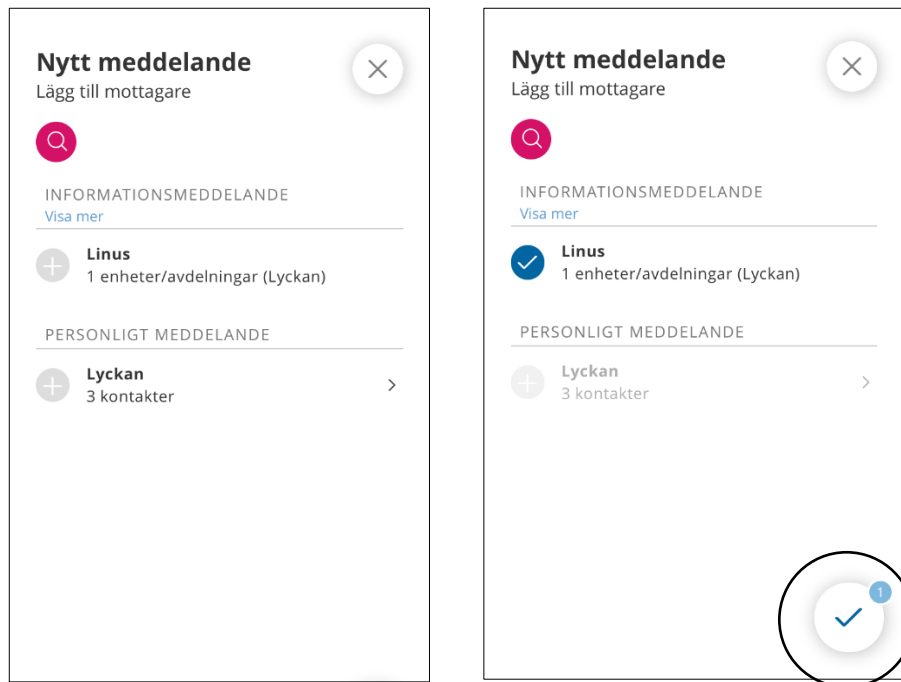 Nytt meddelande
Lägg till mottagare
INFORMATIONSMEDDELANDE
Visa mer
Linus
1 enheter/avdelningar (Lyckan)
PERSONLIGT MEDDELANDE
Lyckan
3 kontakter
Nytt meddelande
Lägg till mottagare
INFORMATIONSMEDDELANDE
Visa mer
Linus
1 enheter/avdelningar (Lyckan)
PERSONLIGT MEDDELANDE
Lyckan
3 kontakter
1